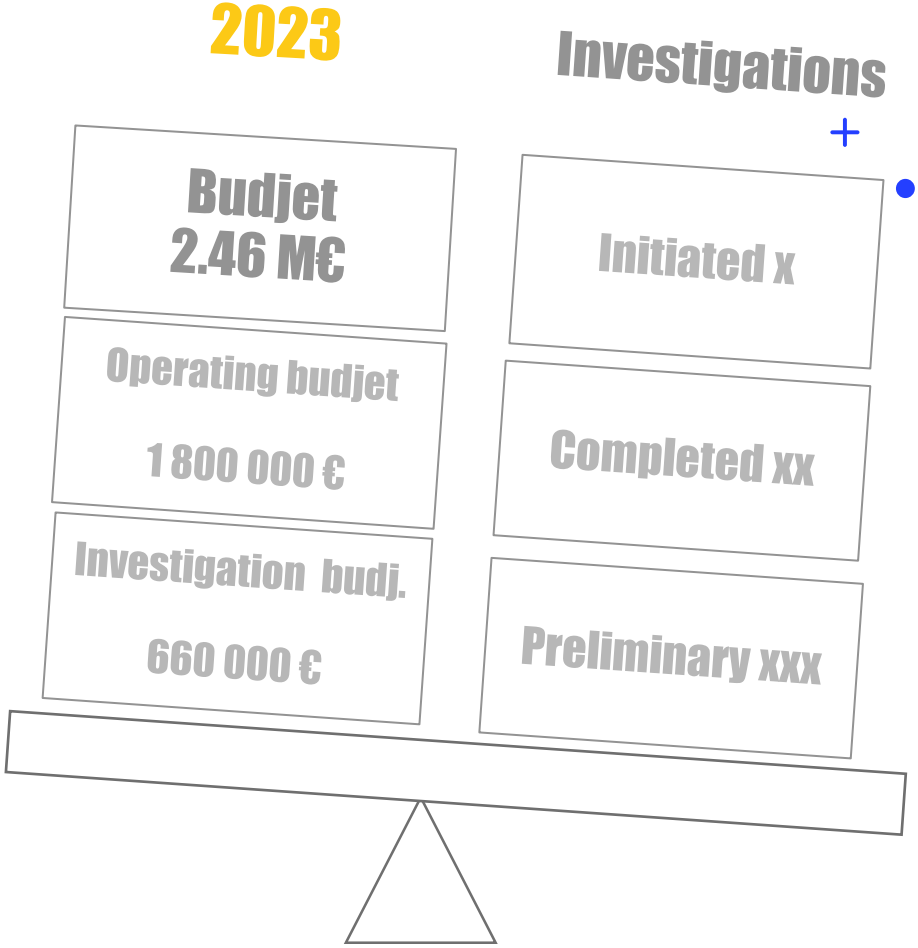 2023
Investigations
Budjet
2.46 M€
Operating budjet
1 800 000 €
Investigation budj.
660 000 €
Initiated x
Completed xx
Preliminary xxx